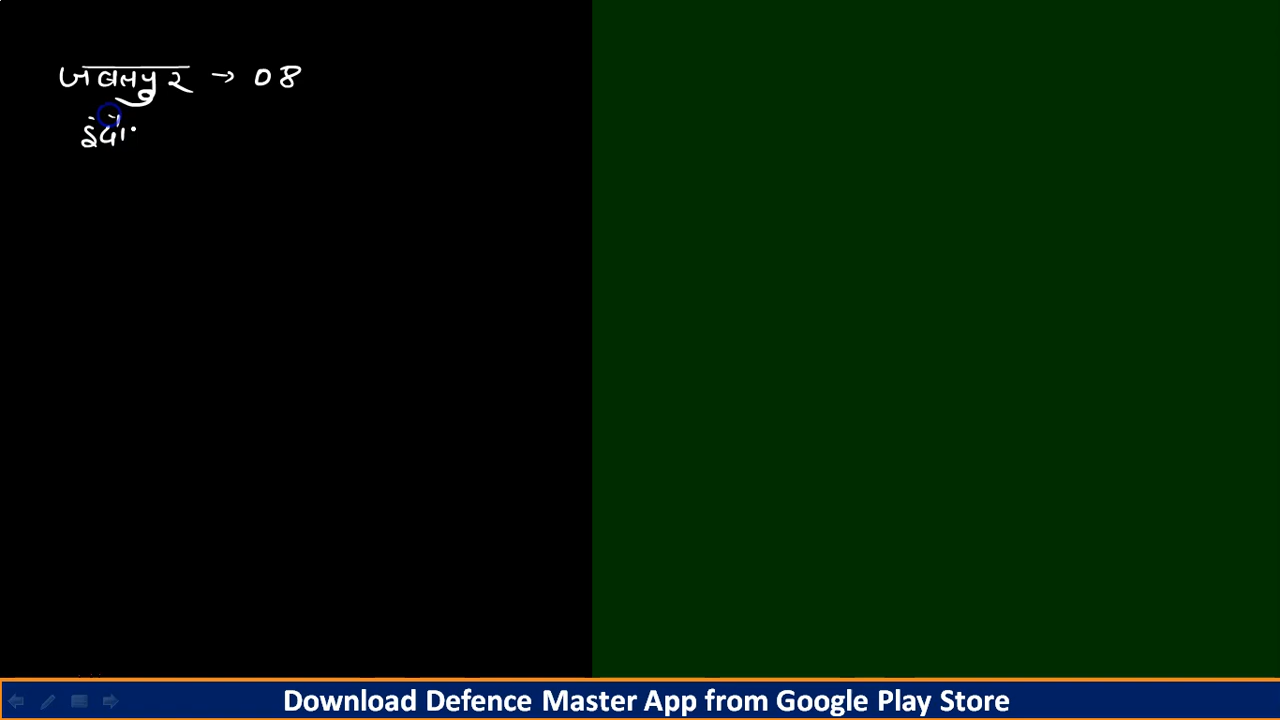 जबलपुर → 08
इंदो
Download Defence Master App from Google Play Store